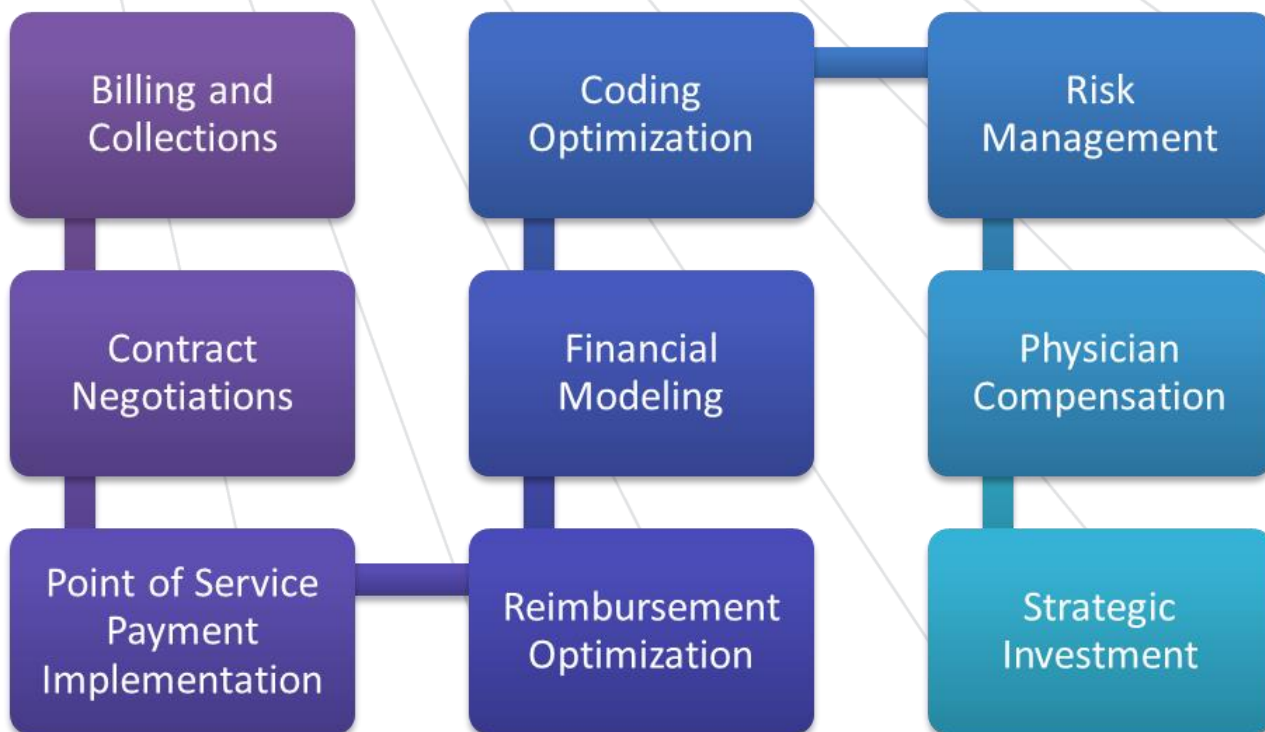 Billing and
Collections
Contract
Negotiations
Point of Service
Payment
Implementation
Reimbursement
Optimization
Financial
Modeling
Coding
Optimization
Risk
Management
Physician
Compensation
Strategic
Investment